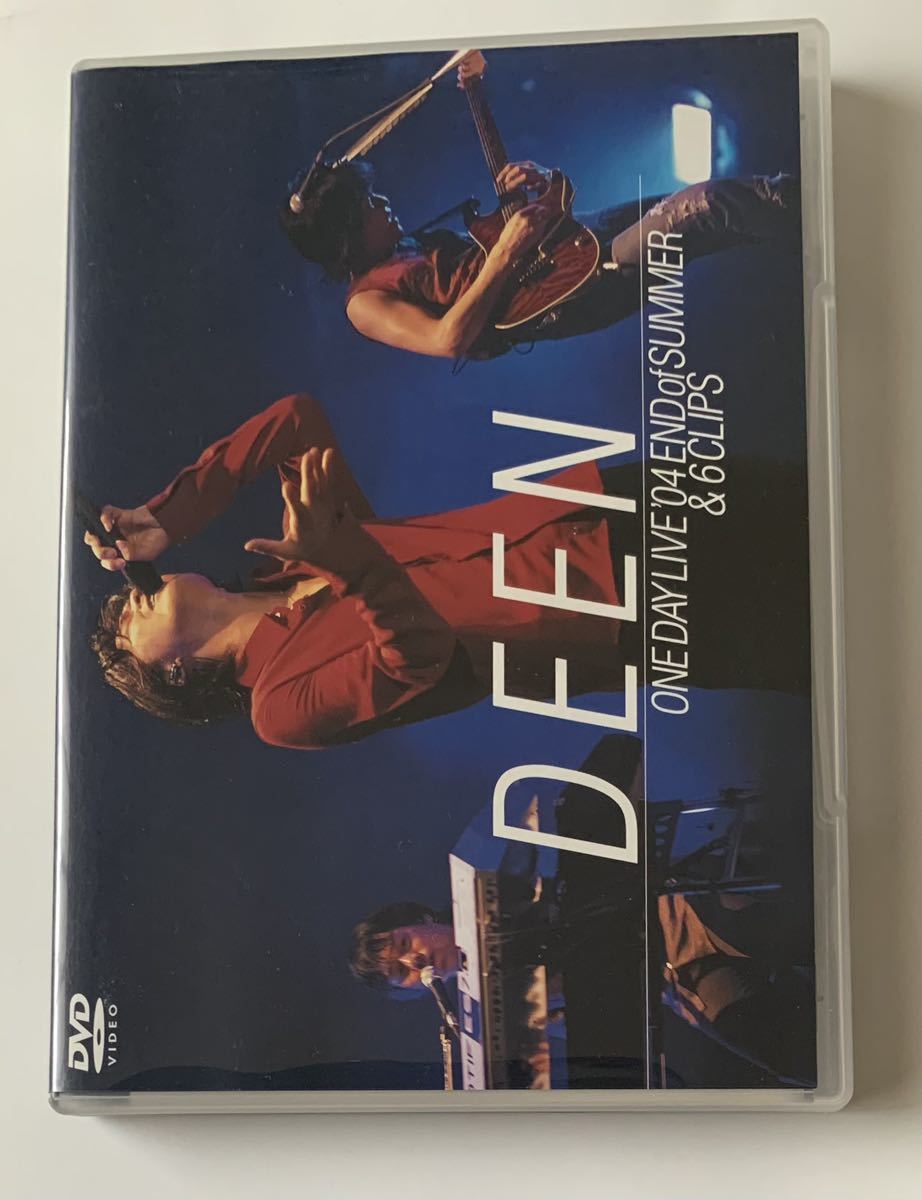 DVD
VIDEO
DEEN
ONE DAY LIVE '04 END of SUMMER
& 6 CLIPS